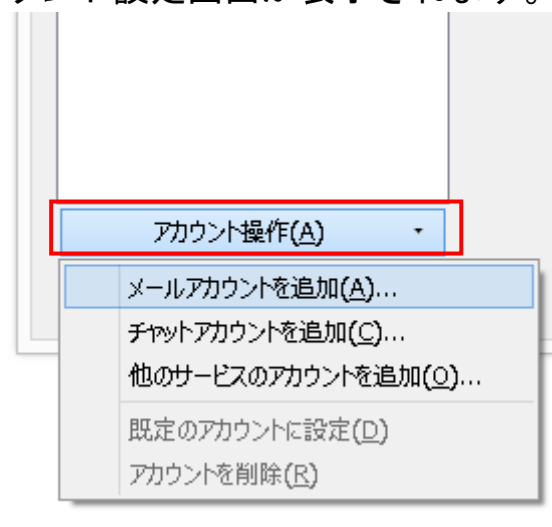 アカウント操作(A)
メールアカウントを追加(A)...
チャットアカウントを追加(C)...
他のサービスのアカウントを追加(O)...
既定のアカウントに設定(D)
アカウントを削除(R)